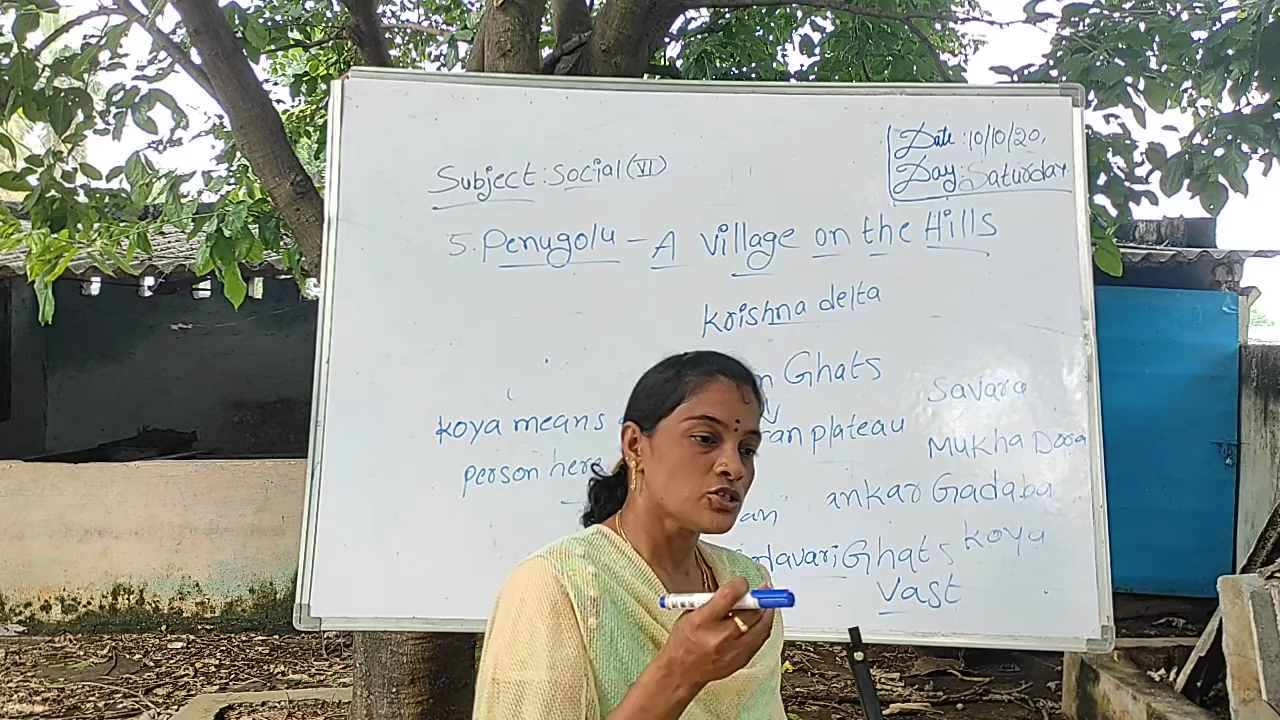 Date : 10/10/20,
Day : Saturday
Subject : Social (VI)
5. Penugolu - A Village on the Hills
Krishna delta
Ghats
Savara
koya means
plateau
Mukha Dora
person here
Gadaba
Ghats koya
Vast